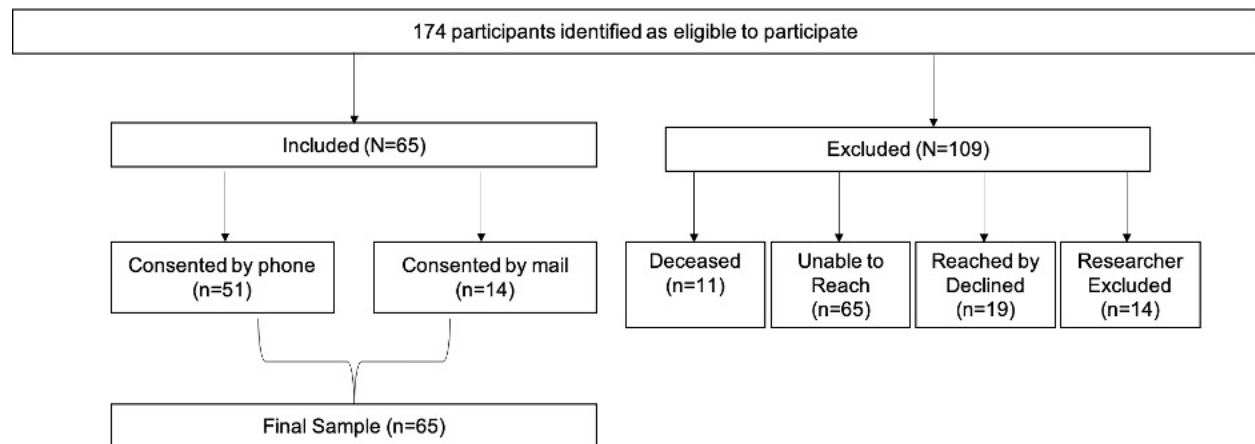 174 participants identified as eligible to participate
Included (N=65)
Excluded (N=109)
Consented by phone
(n=51)
Consented by mail
(n=14)
Deceased
(n=11)
Unable to
Reach
(n=65)
Reached by
Declined
(n=19)
Researcher
Excluded
(n=14)
Final Sample (n=65)